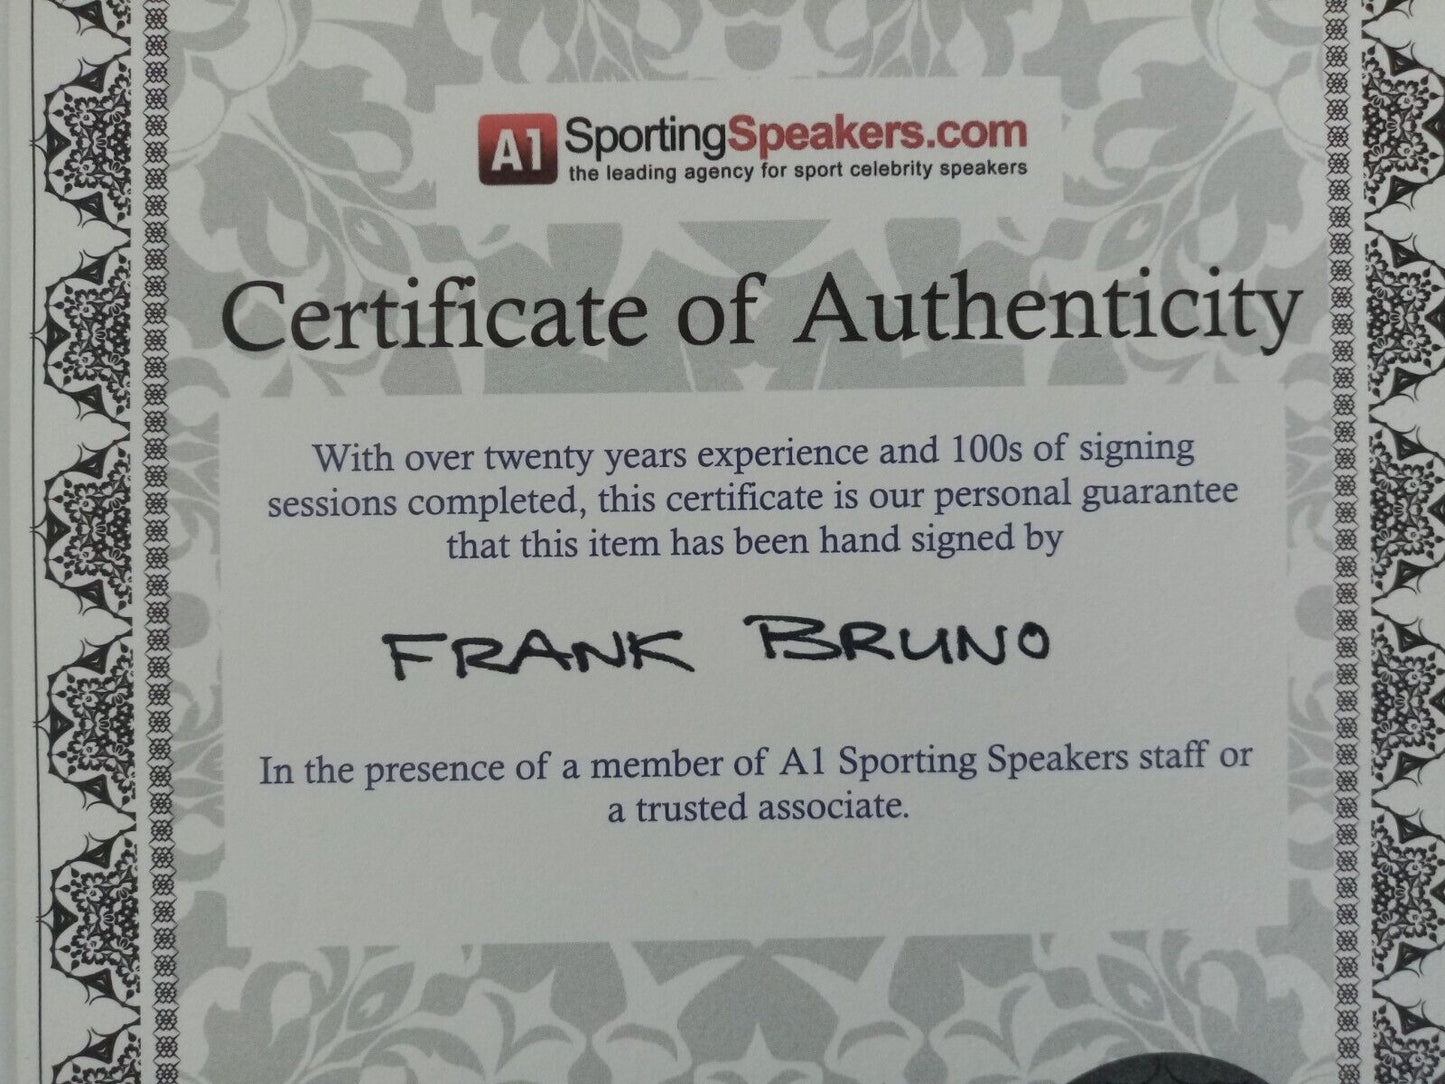 A1 SportingSpeakers.com
the leading agency for sport celebrity speakers
Certificate of Authenticity
With over twenty years experience and 100s of signing
sessions completed, this certificate is our personal guarantee
that this item has been hand signed by
FRANK BRUNO
In the presence of a member of A1 Sporting Speakers staff or
a trusted associate.